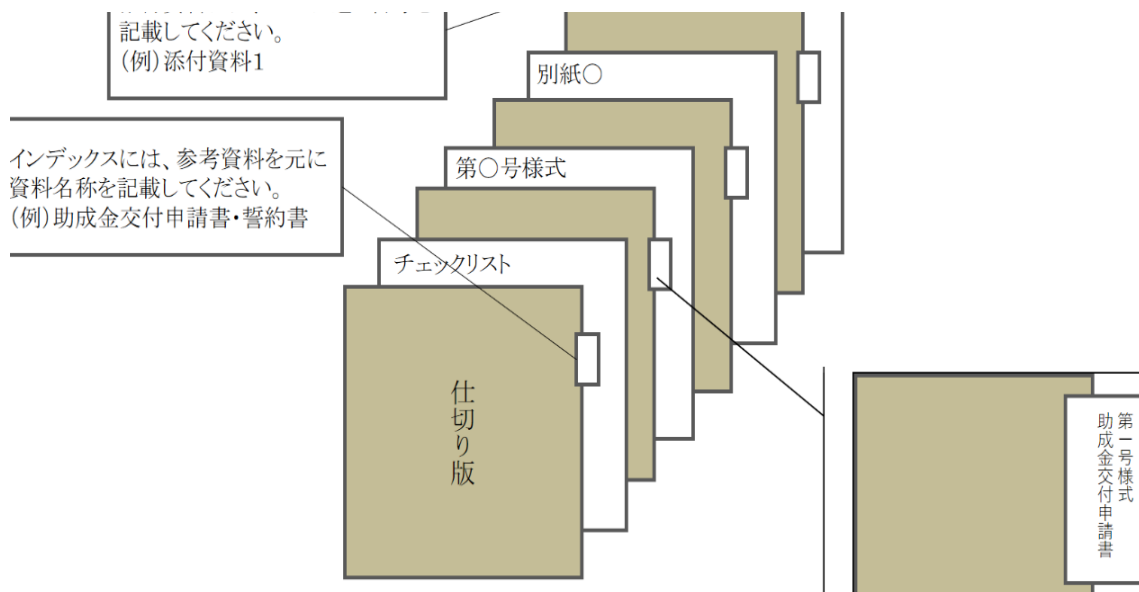 記載してください。
(例)添付資料1
別紙〇
インデックスには、参考資料を元に
資料名称を記載してください。
(例)助成金交付申請書・誓約書
第〇号様式
チェックリスト
仕切り版
第一号様式
助成金交付申請書